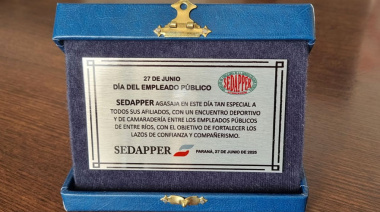 27 DE JUNIO
DÍA DEL EMPLEADO PÚBLICO
SEDAPPER
SEDAPPER AGASAJA EN ESTE DÍA TAN ESPECIAL A
TODOS SUS AFILIADOS, CON UN ENCUENTRO DEPORTIVO
Y DE CAMARADERÍA ENTRE LOS EMPLEADOS PÚBLICOS
DE ENTRE RÍOS, CON EL OBJETIVO DE FORTALECER LOS
LAZOS DE CONFIANZA Y COMPAÑERISMO.
SEDAPPER
PARANÁ, 27 DE JUNIO DE 2025